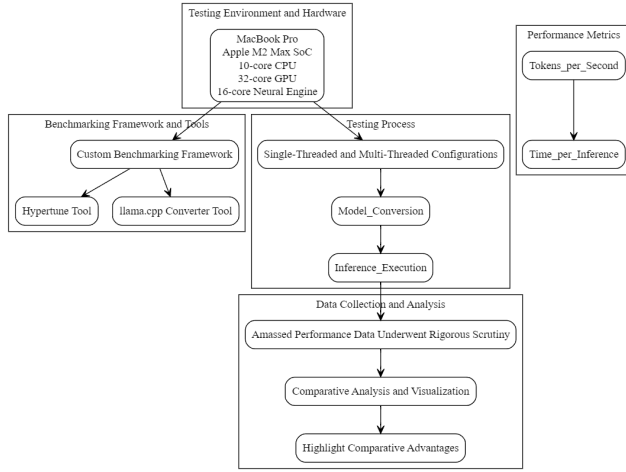 Testing Environment and Hardware
MacBook Pro
Apple M2 Max SoC
10-core CPU
32-core GPU
16-core Neural Engine
Performance Metrics
Tokens_per_Second
Time_per_Inference
Benchmarking Framework and Tools
Custom Benchmarking Framework
Hypertune Tool
llama.cpp Converter Tool
Testing Process
Single-Threaded and Multi-Threaded Configurations
Model_Conversion
Inference_Execution
Data Collection and Analysis
Amassed Performance Data Underwent Rigorous Scrutiny
Comparative Analysis and Visualization
Highlight Comparative Advantages